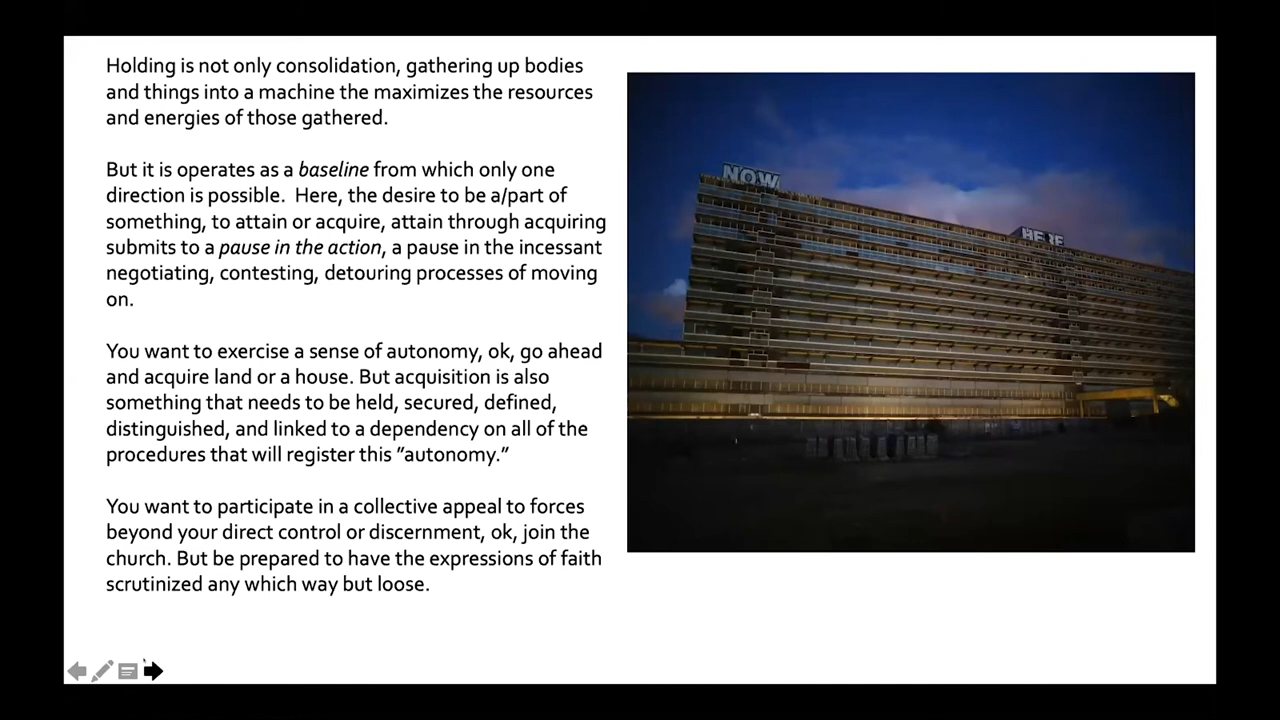 Holding is not only consolidation, gathering up bodies
and things into a machine the maximizes the resources
and energies of those gathered.
But it is operates as a baseline from which only one
direction is possible.  Here, the desire to be a/part of
something, to attain or acquire, attain through acquiring
submits to a pause in the action, a pause in the incessant
negotiating, contesting, detouring processes of moving
on.
You want to exercise a sense of autonomy, ok, go ahead
and acquire land or a house. But acquisition is also
something that needs to be held, secured, defined,
distinguished, and linked to a dependency on all of the
procedures that will register this ”autonomy.”
You want to participate in a collective appeal to forces
beyond your direct control or discernment, ok, join the
church. But be prepared to have the expressions of faith
scrutinized any which way but loose.
NOW
HERE